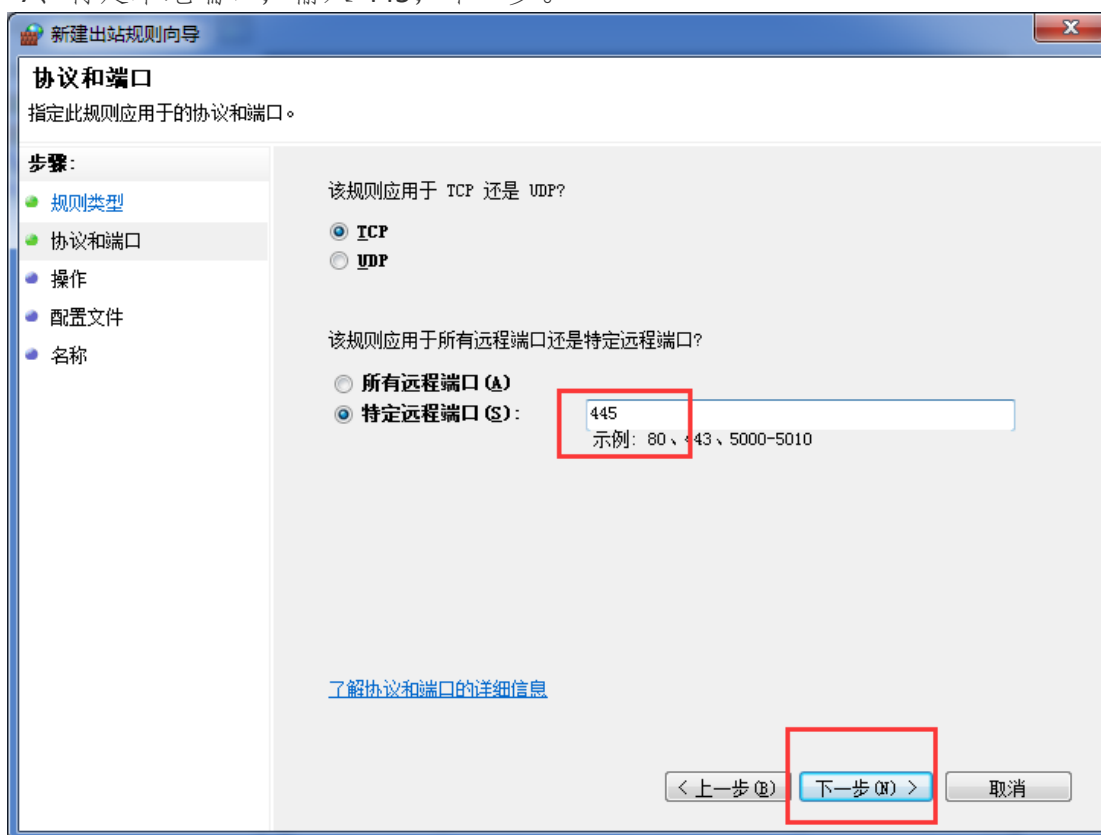 新建出站规则向导
协议和端口
指定此规则应用于的协议和端口。
步骤:
规则类型
协议和端口
操作
配置文件
名称
该规则应用于 TCP 还是 UDP?
TCP
UDP
该规则应用于所有远程端口还是特定远程端口?
所有远程端口(A)
特定远程端口(S):
445
示例: 80、443、5000-5010
了解协议和端口的详细信息
< 上一步(B)
下一步(N) >
取消